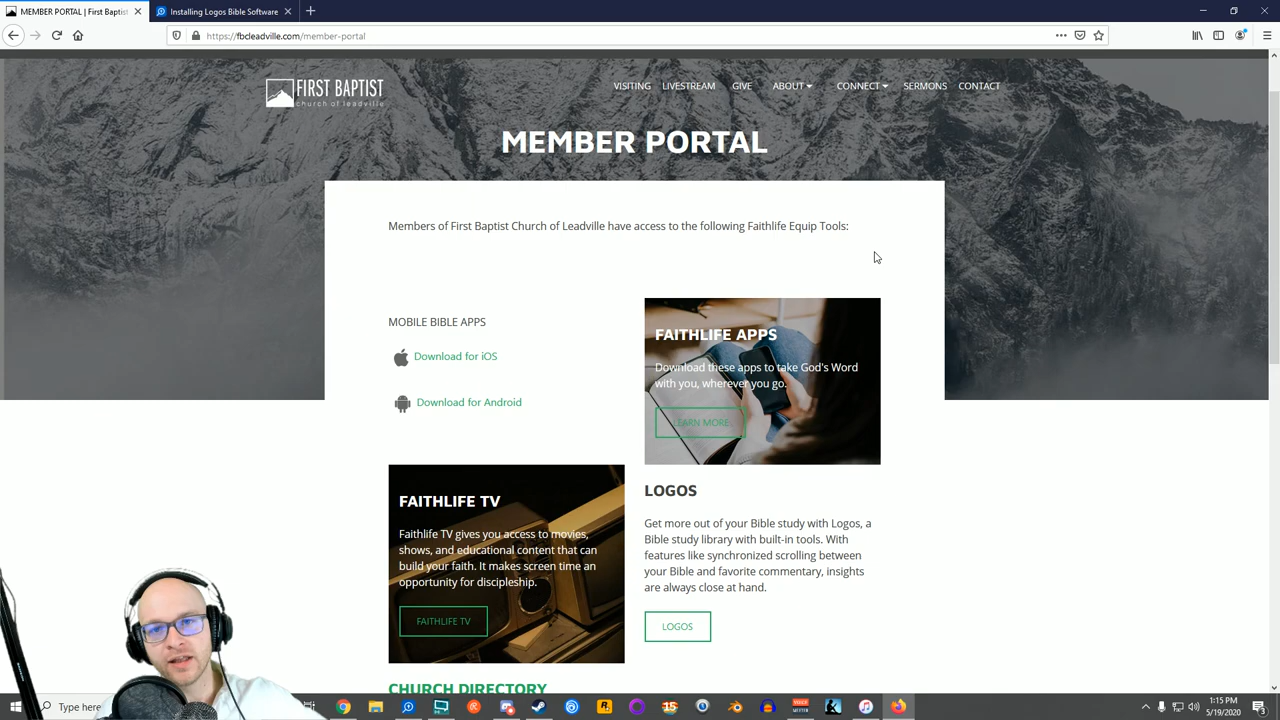 MEMBER PORTAL | First Baptist
Installing Logos Bible Software
https://fbcleadville.com/member-portal
FIRST BAPTIST
church of leadville
VISITING LIVESTREAM GIVE ABOUT CONNECT SERMONS CONTACT
MEMBER PORTAL
Members of First Baptist Church of Leadville have access to the following Faithlife Equip Tools:
MOBILE BIBLE APPS
Download for iOS
Download for Android
FAITHLIFE APPS
Download these apps to take God's Word
with you, wherever you go.
LEARN MORE
FAITHLIFE TV
Faithlife TV gives you access to movies,
shows, and educational content that can
build your faith. It makes screen time an
opportunity for discipleship.
FAITHLIFE TV
LOGOS
Get more out of your Bible study with Logos, a
Bible study library with built-in tools. With
features like synchronized scrolling between
your Bible and favorite commentary, insights
are always close at hand.
LOGOS
CHURCH DIRECTORY
Type here
1:15 PM
5/19/2020